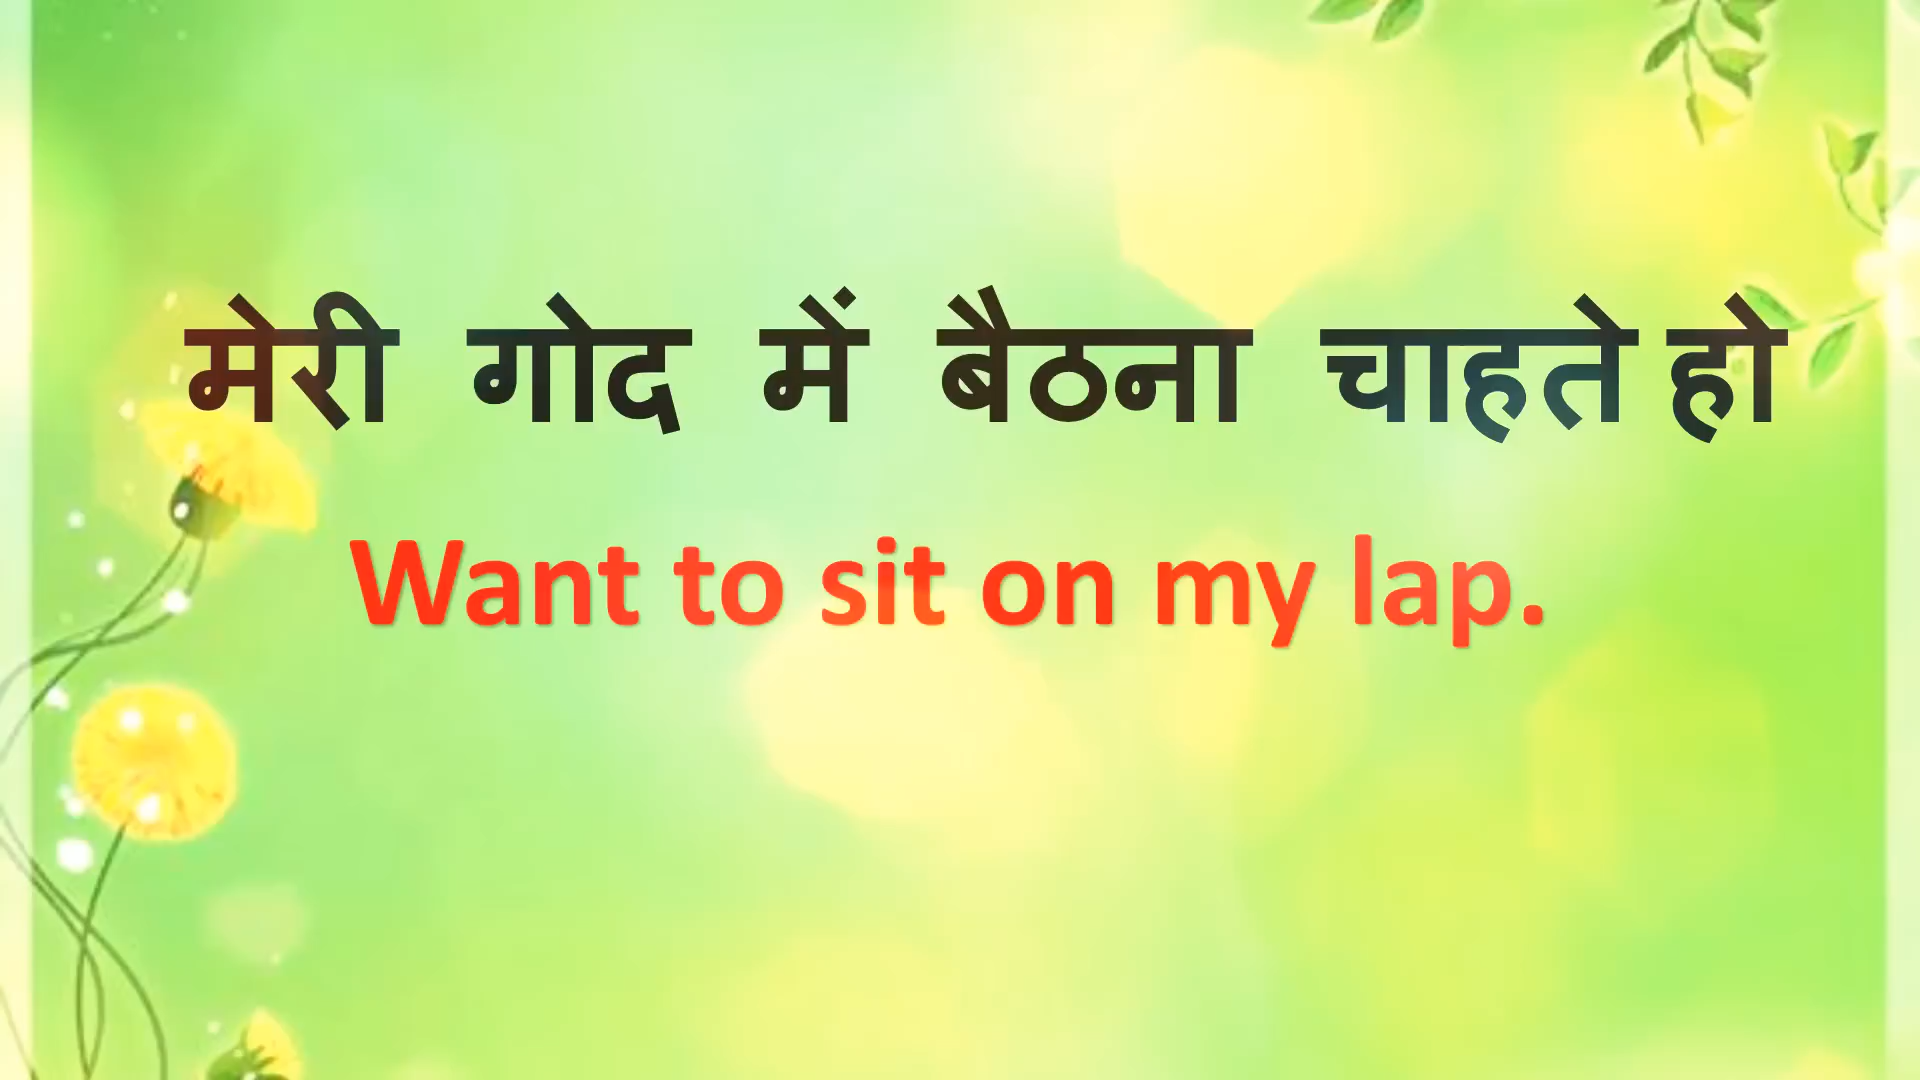 मेरी गोद में बैठना चाहते हो
Want to sit on my lap.